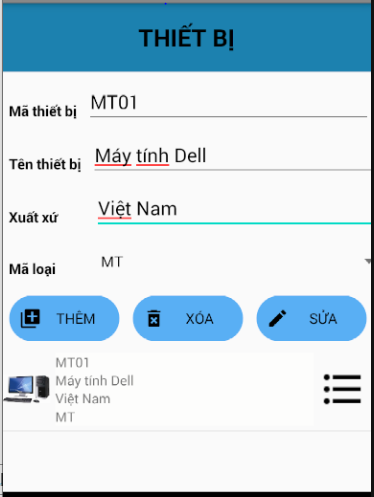 THIẾT BỊ
Mã thiết bị MT01
Tên thiết bị Máy tính Dell
Xuất xứ Việt Nam
Mã loại MT
THÊM XÓA SỬA
MT01
Máy tính Dell
Việt Nam
MT